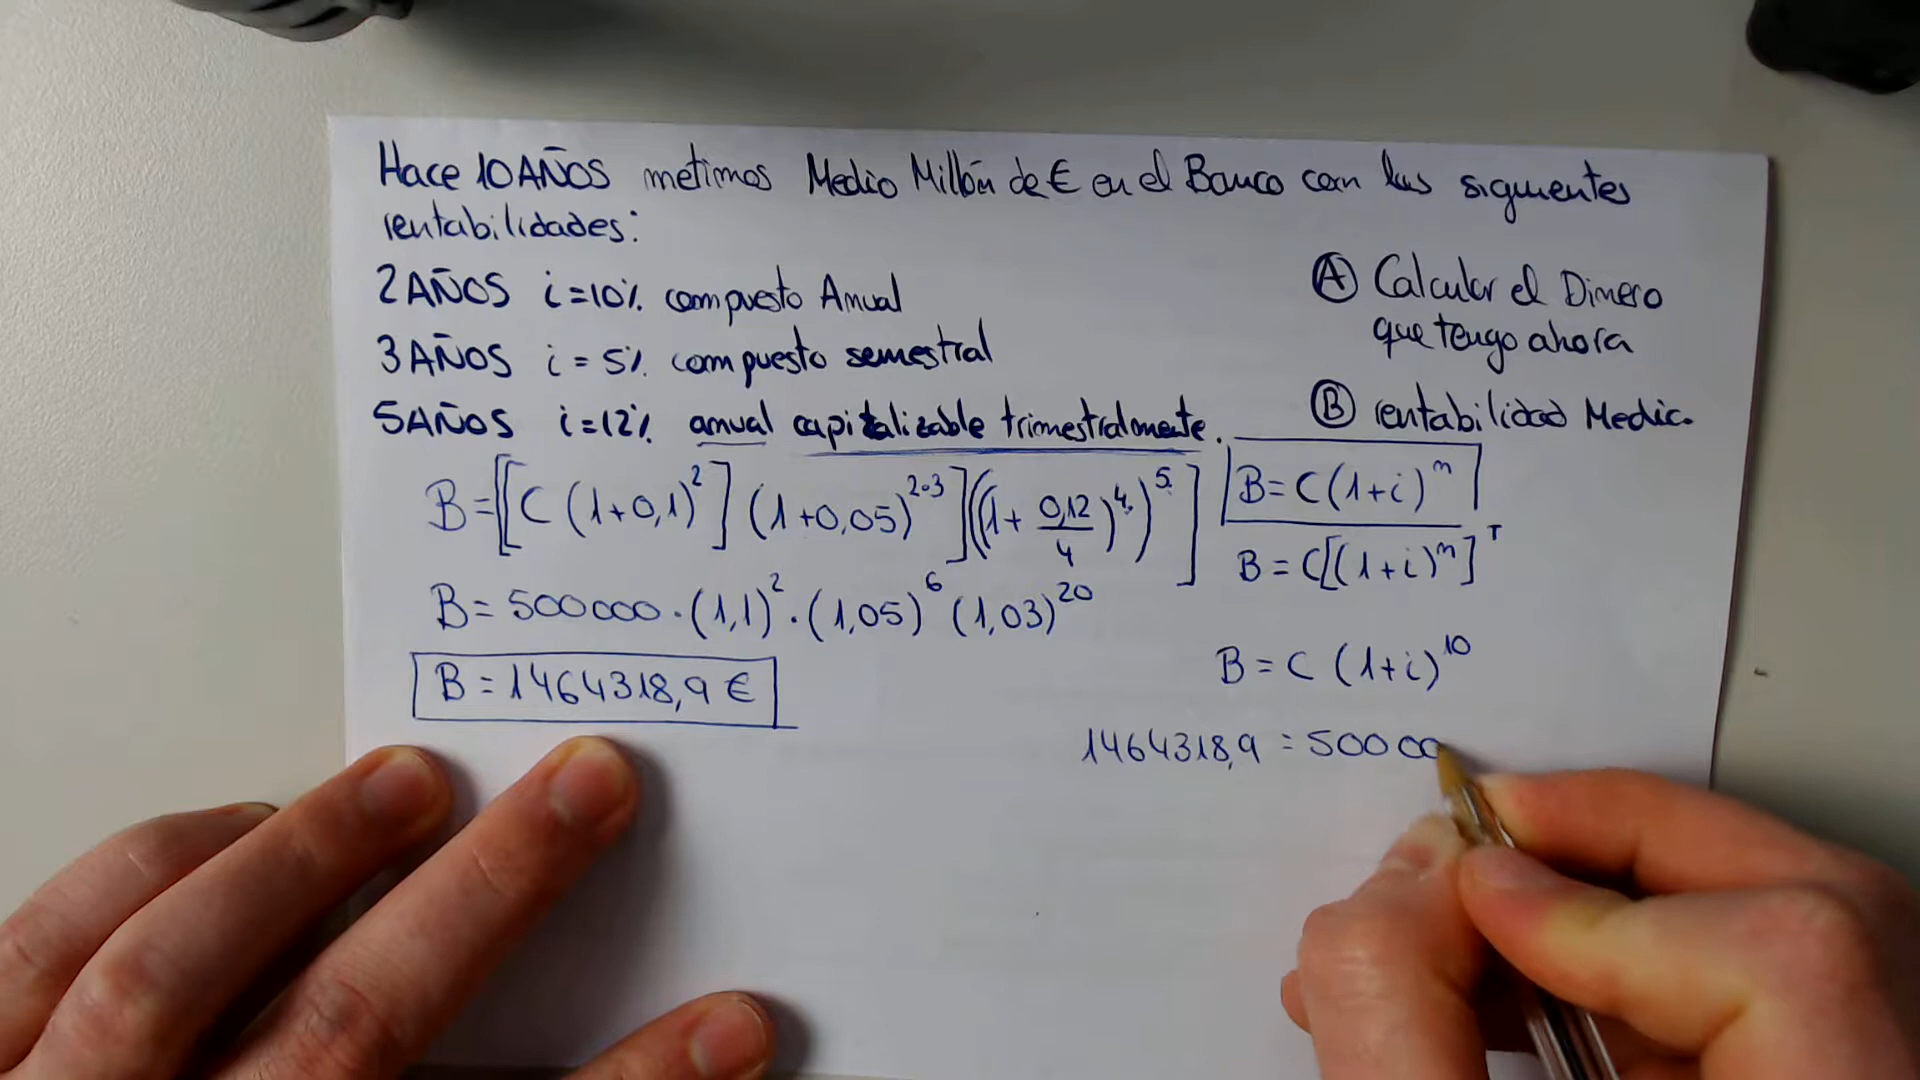 Hace 10 AÑOS metimos Medio Millón de € en el Banco con las siguientes
rentabilidades:
2 AÑOS i=10% compuesto Anual
3 AÑOS i = 5% compuesto semestral
5 AÑOS i=12% anual capitalizable trimestralmente.
Ⓐ Calcular el Dinero
que tengo ahora
Ⓑ rentabilidad Media.
B=[[C(1+0,1)²](1+0,05)^2·3]((1+0,12/4)^4)^5]
B=C(1+i)^n
B=C[(1+i)^n]^T
B=500000·(1,1)²·(1,05)^6(1,03)^20
B=1464318,9€
B=C(1+i)^10
1464318,9=50000